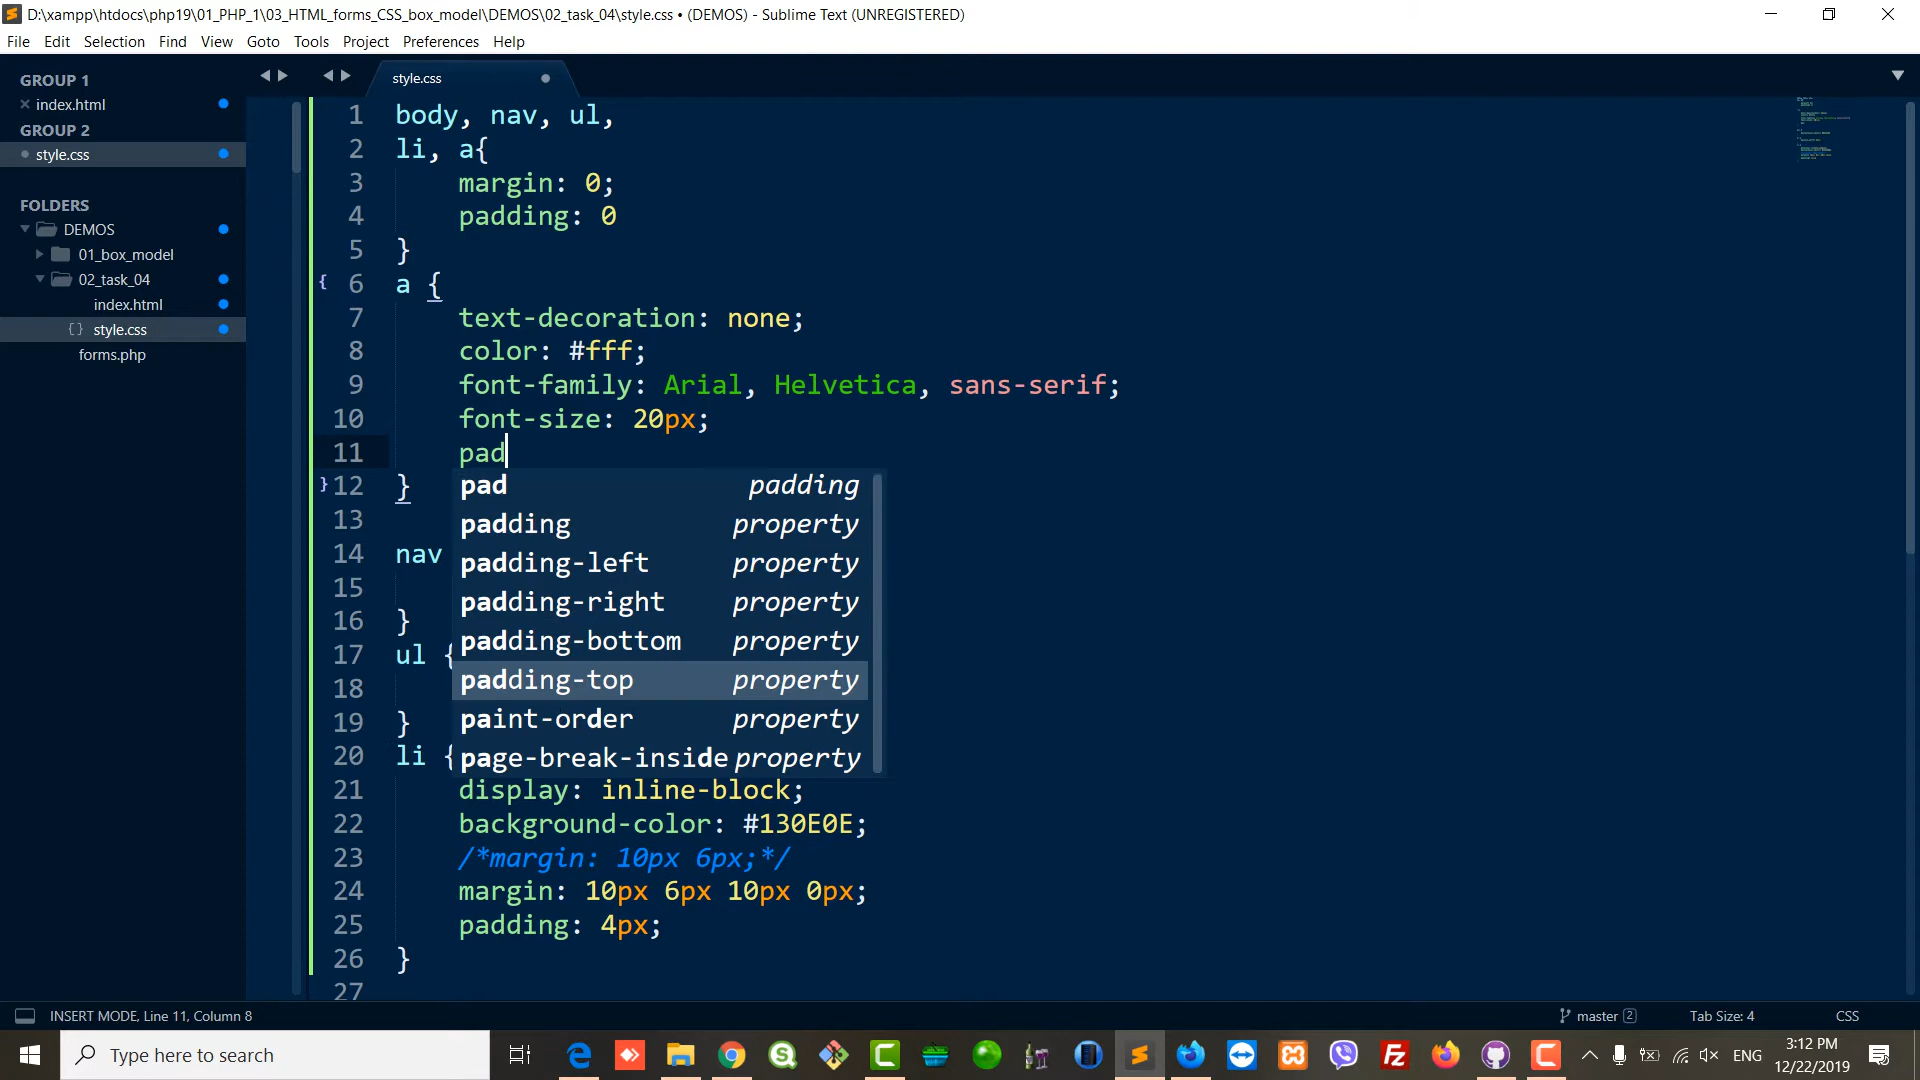 D:\xampp\htdocs\php19\01_PHP_1\03_HTML_forms_CSS_box_model\DEMOS\02_task_04\style.css • (DEMOS) - Sublime Text (UNREGISTERED)
File Edit Selection Find View Goto Tools Project Preferences Help
GROUP 1
index.html
GROUP 2
style.css
FOLDERS
DEMOS
01_box_model
02_task_04
index.html
style.css
forms.php
style.css
1 body, nav, ul,
2 li, a{
3 margin: 0;
4 padding: 0
5 }
6 a {
7 text-decoration: none;
8 color: #fff;
9 font-family: Arial, Helvetica, sans-serif;
10 font-size: 20px;
11 pad
12 }
pad padding
padding property
13
padding-left property
14 nav
padding-right property
15
padding-bottom property
16 }
17 ul {
padding-top property
18
paint-order property
19 }
page-break-inside property
20 li {
21 display: inline-block;
22 background-color: #130E0E;
23 /*margin: 10px 6px;*/
24 margin: 10px 6px 10px 0px;
25 padding: 4px;
26 }
27
INSERT MODE, Line 11, Column 8
master 2
Tab Size: 4
CSS
Type here to search
ENG
3:12 PM
12/22/2019